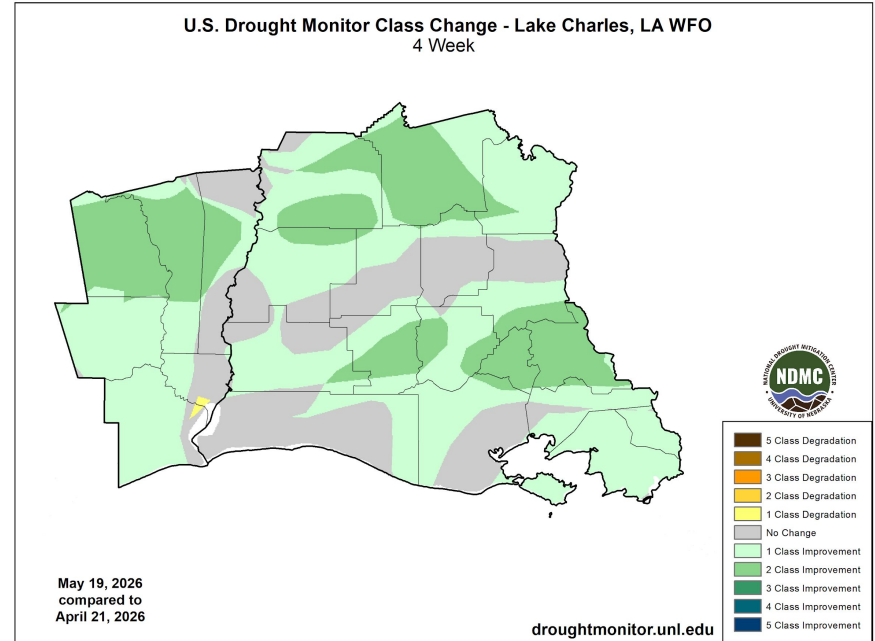 U.S. Drought Monitor Class Change - Lake Charles, LA WFO
4 Week
NATIONAL DROUGHT MITIGATION CENTER
NDMC
UNIVERSITY OF NEBRASKA
5 Class Degradation
4 Class Degradation
3 Class Degradation
2 Class Degradation
1 Class Degradation
No Change
1 Class Improvement
2 Class Improvement
3 Class Improvement
4 Class Improvement
5 Class Improvement
May 19, 2026
compared to
April 21, 2026
droughtmonitor.unl.edu